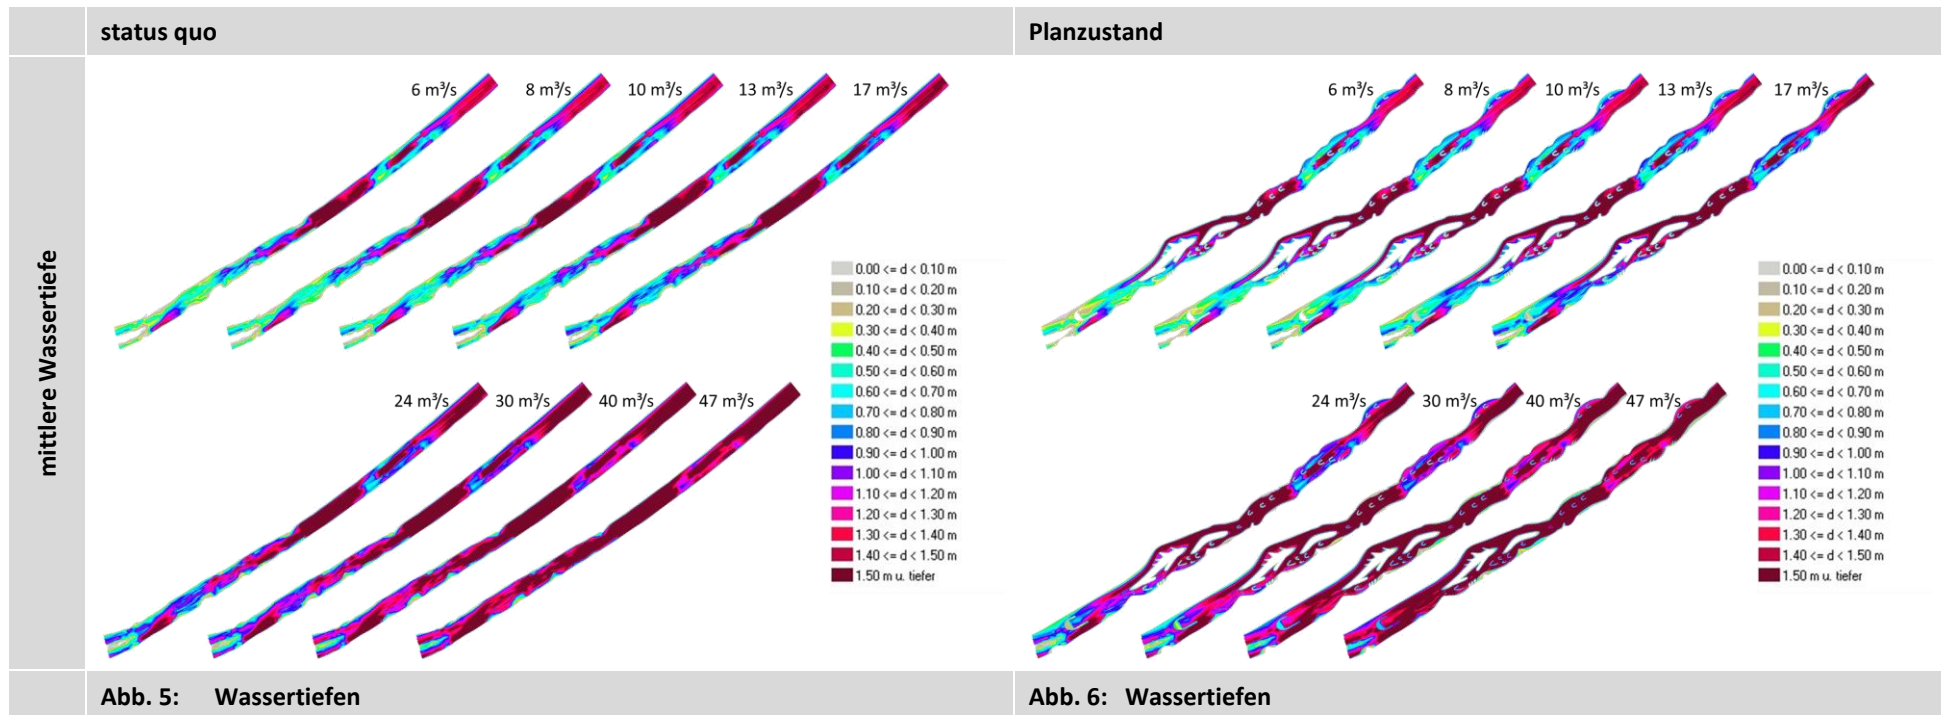 status quo
Planzustand
mittlere Wassertiefe
6 m³/s 8 m³/s 10 m³/s 13 m³/s 17 m³/s
0.00 <= d < 0.10 m
0.10 <= d < 0.20 m
0.20 <= d < 0.30 m
0.30 <= d < 0.40 m
0.40 <= d < 0.50 m
0.50 <= d < 0.60 m
0.60 <= d < 0.70 m
0.70 <= d < 0.80 m
0.80 <= d < 0.90 m
0.90 <= d < 1.00 m
1.00 <= d < 1.10 m
1.10 <= d < 1.20 m
1.20 <= d < 1.30 m
1.30 <= d < 1.40 m
1.40 <= d < 1.50 m
1.50 m u. tiefer
24 m³/s 30 m³/s 40 m³/s 47 m³/s
6 m³/s 8 m³/s 10 m³/s 13 m³/s 17 m³/s
0.00 <= d < 0.10 m
0.10 <= d < 0.20 m
0.20 <= d < 0.30 m
0.30 <= d < 0.40 m
0.40 <= d < 0.50 m
0.50 <= d < 0.60 m
0.60 <= d < 0.70 m
0.70 <= d < 0.80 m
0.80 <= d < 0.90 m
0.90 <= d < 1.00 m
1.00 <= d < 1.10 m
1.10 <= d < 1.20 m
1.20 <= d < 1.30 m
1.30 <= d < 1.40 m
1.40 <= d < 1.50 m
1.50 m u. tiefer
24 m³/s 30 m³/s 40 m³/s 47 m³/s
Abb. 5: Wassertiefen
Abb. 6: Wassertiefen